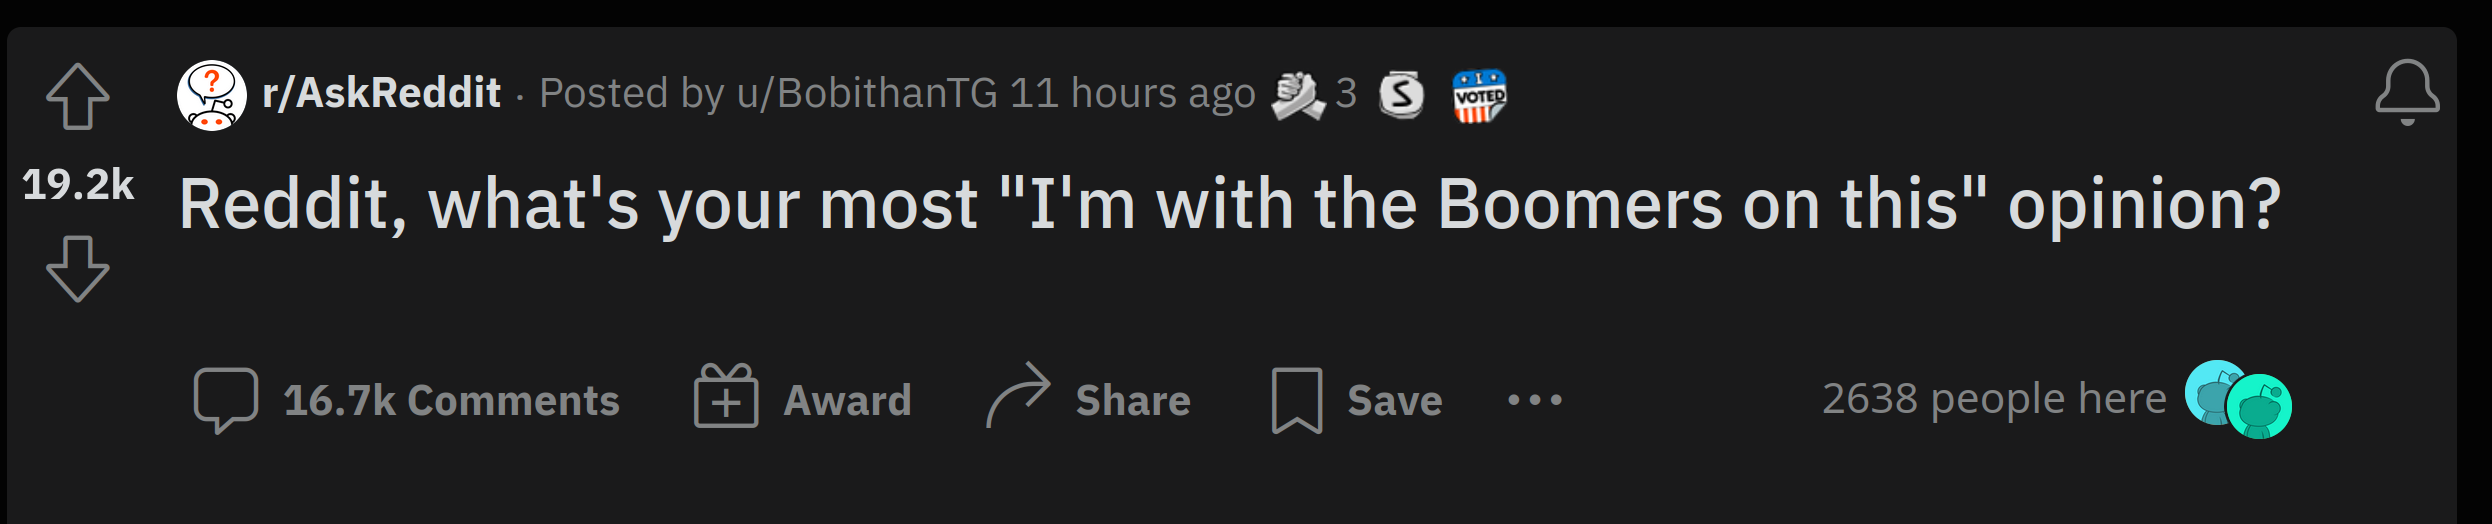 r/AskReddit · Posted by u/BobithanTG 11 hours ago 3 S I VOTED
19.2k
Reddit, what's your most "I'm with the Boomers on this" opinion?
16.7k Comments Award Share Save ••• 2638 people here